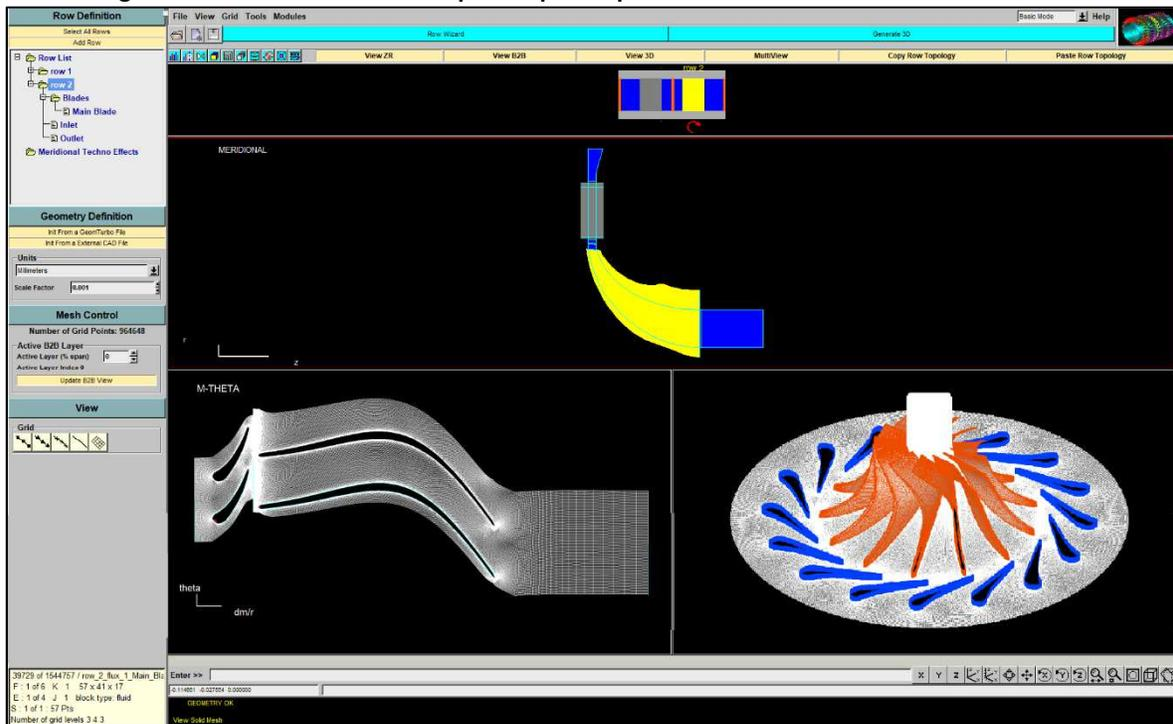 Row Definition
Select All Rows
Add Row
Row List
row 1
row 2
Blades
Main Blade
Inlet
Outlet
Meridional Techno Effects
Geometry Definition
Init From a GeomTurbo File
Init From a External CAD File
Units
Millimeters
Scale Factor 0.001
Mesh Control
Number of Grid Points: 964648
Active B2B Layer
Active Layer (% span) 0
Active Layer Index 0
Update B2B View
View
Grid
39729 of 1544757 / row_2_flux_1_Main_Bla
F : 1 of 6 K 1 57 x 41 x 17
E : 1 of 4 J 1 block type: fluid
S : 1 of 1 : 57 Pts
Number of grid levels 3 4 3
File View Grid Tools Modules
Basic Mode Help
Row Wizard Generate 3D
View ZR View B2B View 3D MultiView Copy Row Topology Paste Row Topology
row 2
MERIDIONAL
r
z
M-THETA
theta
dm/r
Enter >>
X Y Z
GEOMETRY OK
View Solid Mesh